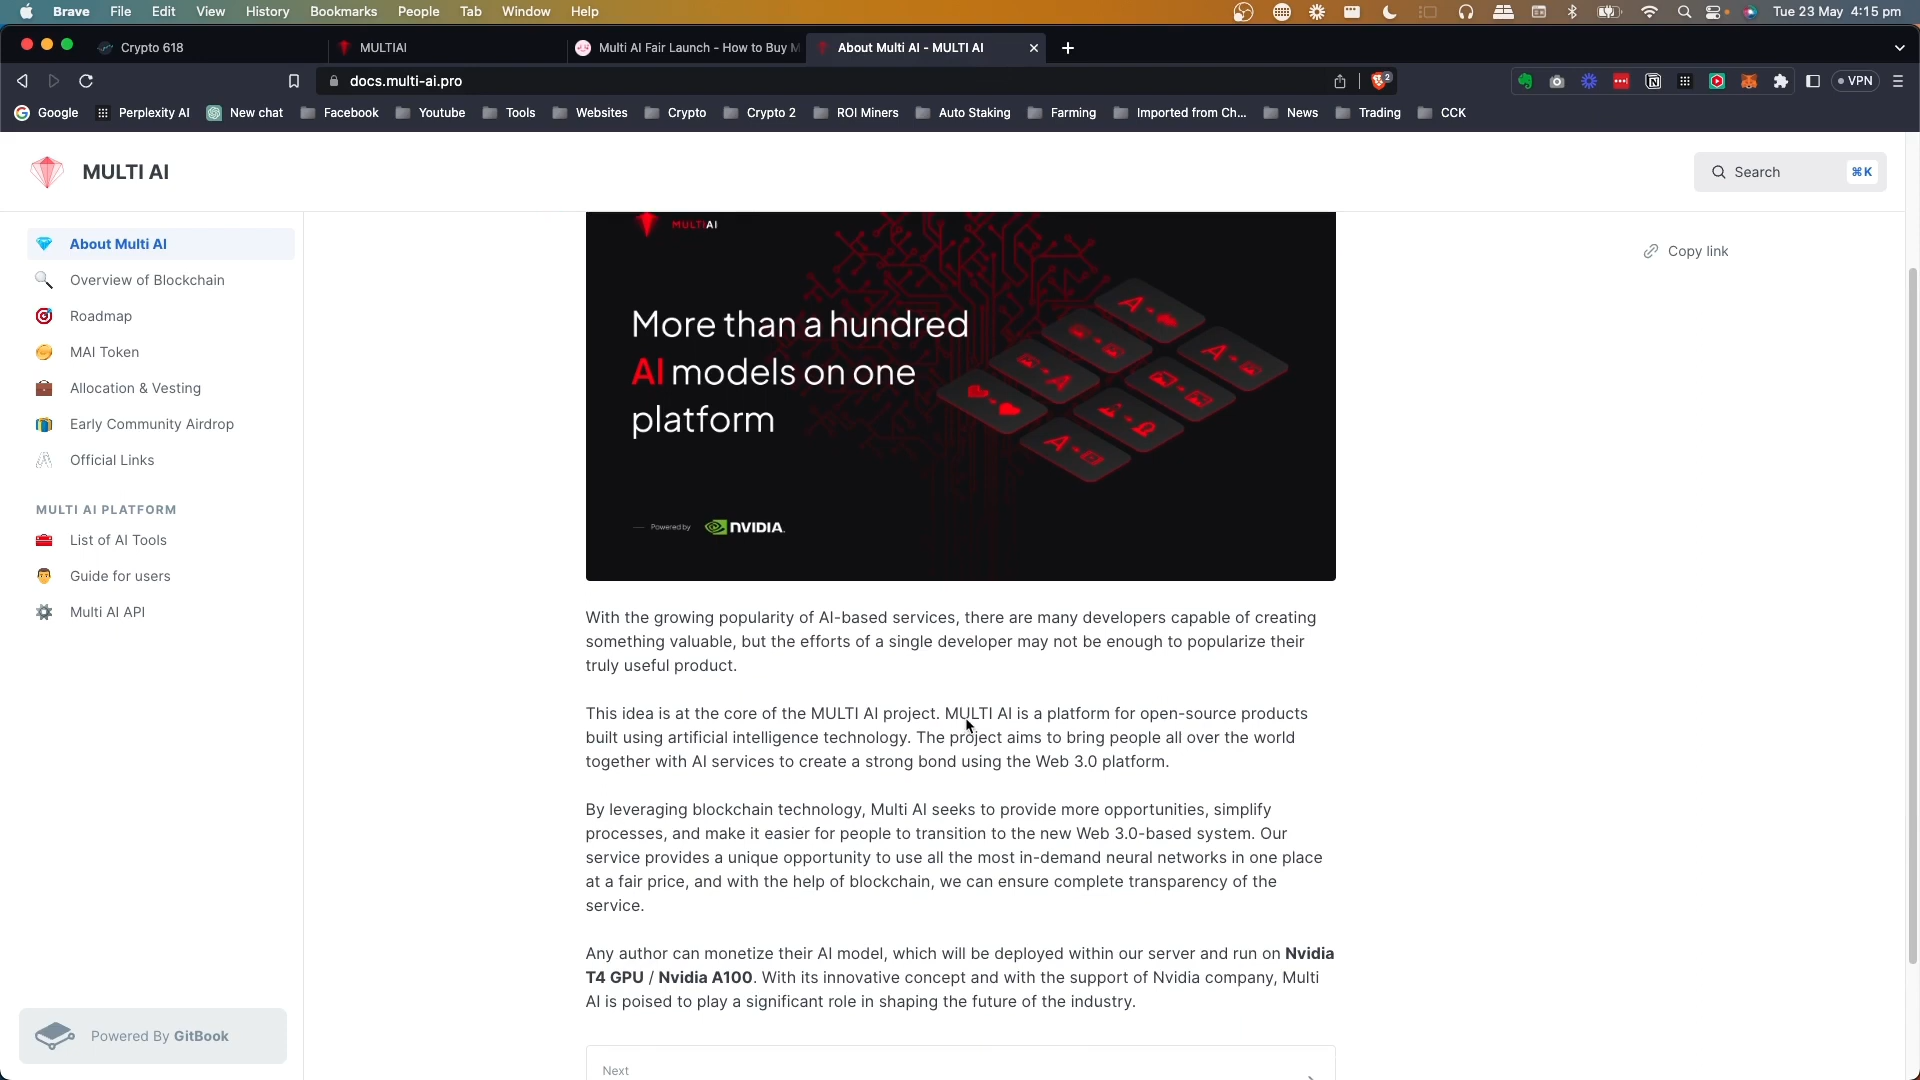 Brave File Edit View History Bookmarks People Tab Window Help Tue 23 May 4:15 pm
Crypto 618 MULTIAI Multi AI Fair Launch - How to Buy M About Multi AI - MULTI AI
docs.multi-ai.pro 2 VPN
Google Perplexity AI New chat Facebook Youtube Tools Websites Crypto Crypto 2 ROI Miners Auto Staking Farming Imported from Ch... News Trading CCK
MULTI AI
Search ⌘K
About Multi AI
Overview of Blockchain
Roadmap
MAI Token
Allocation & Vesting
Early Community Airdrop
Official Links
MULTI AI PLATFORM
List of AI Tools
Guide for users
Multi AI API
Powered By GitBook
MULTIAI
More than a hundred
AI models on one
platform
Powered by NVIDIA.
Copy link
With the growing popularity of AI-based services, there are many developers capable of creating
something valuable, but the efforts of a single developer may not be enough to popularize their
truly useful product.
This idea is at the core of the MULTI AI project. MULTI AI is a platform for open-source products
built using artificial intelligence technology. The project aims to bring people all over the world
together with AI services to create a strong bond using the Web 3.0 platform.
By leveraging blockchain technology, Multi AI seeks to provide more opportunities, simplify
processes, and make it easier for people to transition to the new Web 3.0-based system. Our
service provides a unique opportunity to use all the most in-demand neural networks in one place
at a fair price, and with the help of blockchain, we can ensure complete transparency of the
service.
Any author can monetize their AI model, which will be deployed within our server and run on Nvidia
T4 GPU / Nvidia A100. With its innovative concept and with the support of Nvidia company, Multi
AI is poised to play a significant role in shaping the future of the industry.
Next